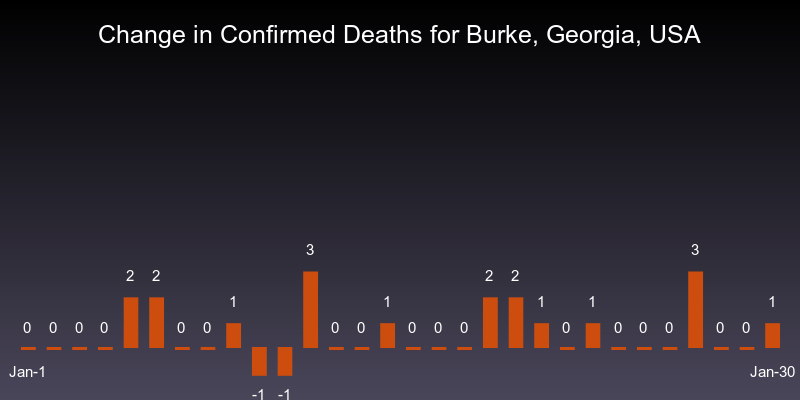 Change in Confirmed Deaths for Burke, Georgia, USA
3 3
2 2 2 2
1 1 1 1 1
0 0 0 0 0 0 0 0 0 0 0 0 0 0 0 0 0
Jan-1 Jan-30
-1 -1